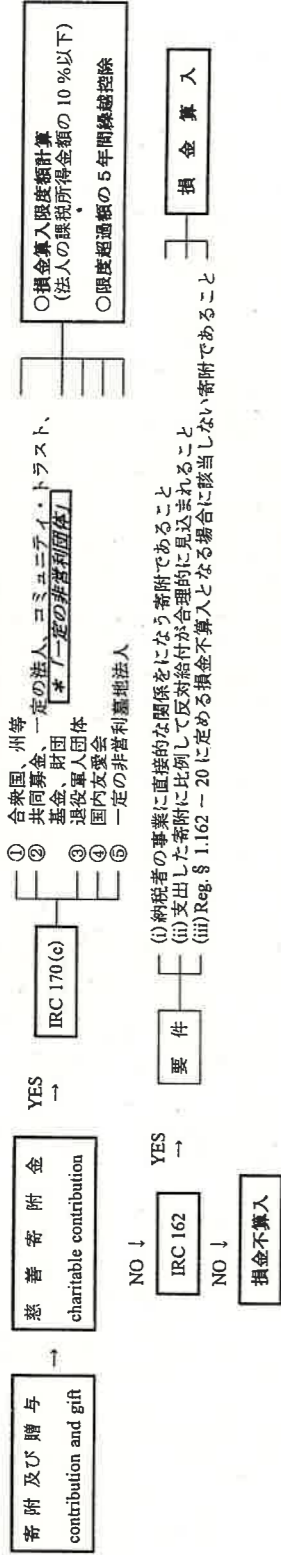 寄附及び贈与
contribution and gift
→
慈善寄附金
charitable contribution
YES
→
IRC 170(c)
① 合衆国、州等
② 共同募金、一定の法人、コミュニティ・トラスト、
基金、財団 *「一定の非営利団体」
③ 退役軍人団体
④ 国内友愛会
⑤ 一定の非営利墓地法人
○損金算入限度額計算
(法人の課税所得金額の10%以下)
○限度超過額の5年間繰越控除
NO ↓
IRC 162
YES
→
要件
(i)納税者の事業に直接的な関係をになう寄附であること
(ii)支出した寄附に比例して反対給付が合理的に見込まれること
(iii)Reg.§1.162-20に定める損金不算入となる場合に該当しない寄附であること
損金算入
NO ↓
損金不算入